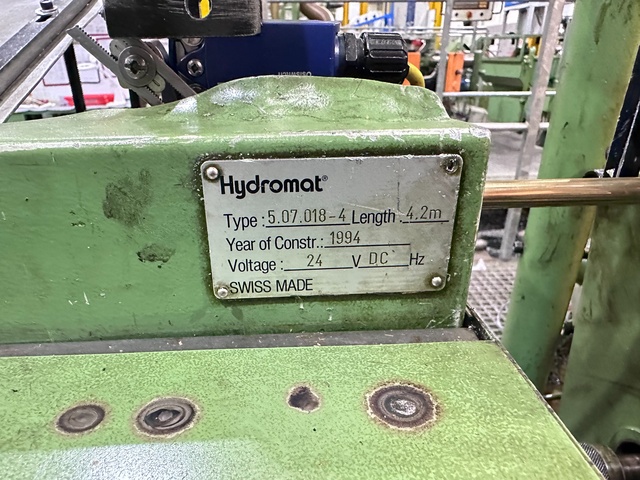 Hydromat®
Type : 5.07.018-4 Length : 4.2m
Year of Constr.: 1994
Voltage : 24 V DC Hz
SWISS MADE